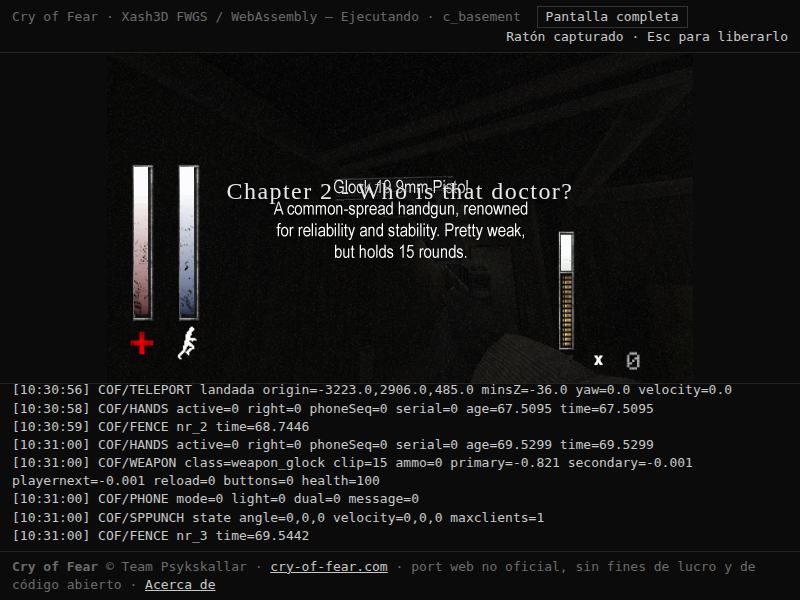 Cry of Fear · Xash3D FWGS / WebAssembly — Ejecutando · c_basement
Pantalla completa
Ratón capturado · Esc para liberarlo
Glock 19 9mm Pistol
Chapter 2 - Who is that doctor?
A common-spread handgun, renowned
for reliability and stability. Pretty weak,
but holds 15 rounds.
x 0
[10:30:56] COF/TELEPORT landada origin=-3223.0,2906.0,485.0 minsZ=-36.0 yaw=0.0 velocity=0.0
[10:30:58] COF/HANDS active=0 right=0 phoneSeq=0 serial=0 age=67.5095 time=67.5095
[10:30:59] COF/FENCE nr_2 time=68.7446
[10:31:00] COF/HANDS active=0 right=0 phoneSeq=0 serial=0 age=69.5299 time=69.5299
[10:31:00] COF/WEAPON class=weapon_glock clip=15 ammo=0 primary=-0.821 secondary=-0.001
playernext=-0.001 reload=0 buttons=0 health=100
[10:31:00] COF/PHONE mode=0 light=0 dual=0 message=0
[10:31:00] COF/SPPUNCH state angle=0,0,0 velocity=0,0,0 maxclients=1
[10:31:00] COF/FENCE nr_3 time=69.5442
Cry of Fear © Team Psykskallar · cry-of-fear.com · port web no oficial, sin fines de lucro y de
código abierto · Acerca de